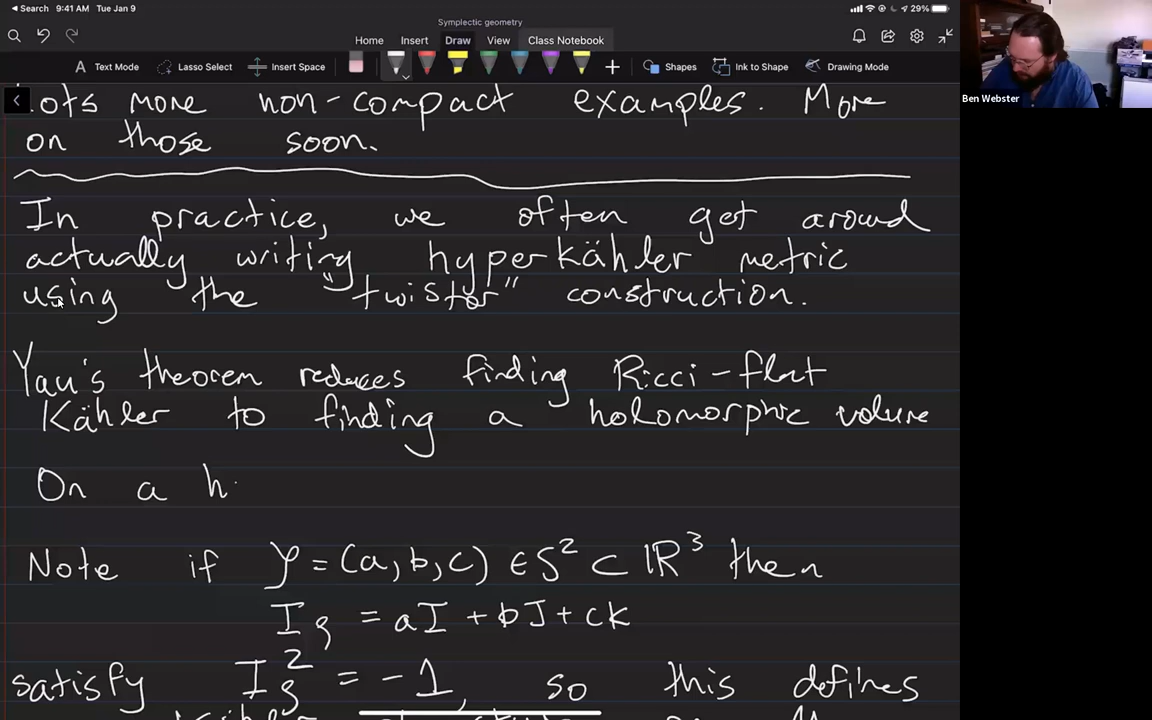 Search 9:41 AM Tue Jan 9
29%
Symplectic geometry
Home Insert Draw View Class Notebook
Text Mode Lasso Select Insert Space Shapes Ink to Shape Drawing Mode
Ben Webster
Lots more non-compact examples. More
on those soon.
In practice, we often get around
actually writing hyperkähler metric
using the "twistor" construction.
Yau's theorem reduces finding Ricci-flat
Kähler to finding a holomorphic volume
On a h
Note if ζ = (a, b, c) ∈ S² ⊂ ℝ³ then
I_ζ = aI + bJ + cK
satisfy I_ζ² = -1, so this defines